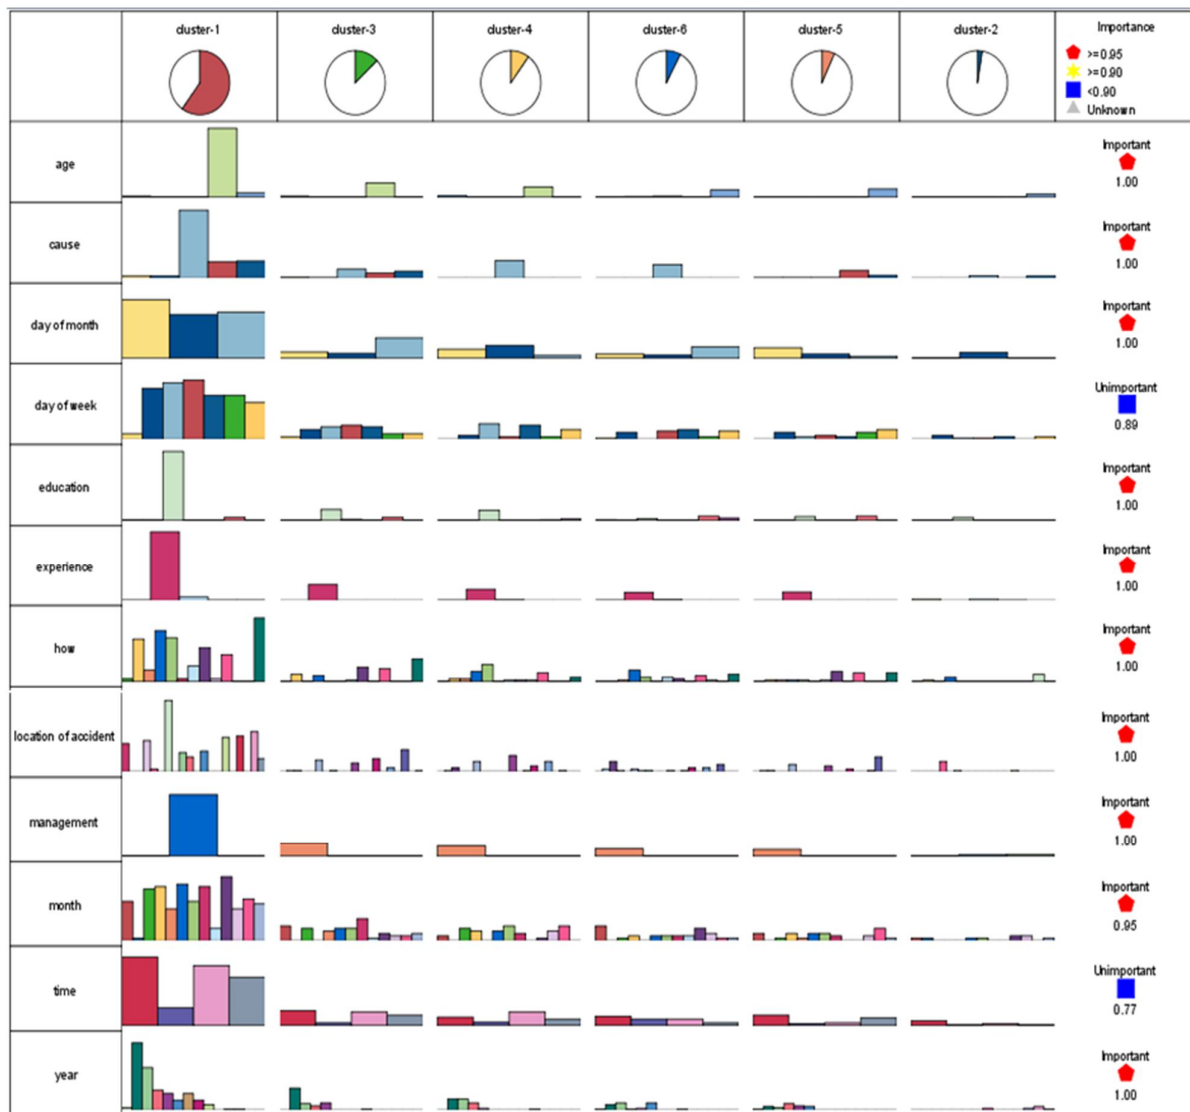 cluster-1 cluster-3 cluster-4 cluster-6 cluster-5 cluster-2 Importance
>=0.95
>=0.90
<0.90
Unknown
age
Important
1.00
cause
Important
1.00
day of month
Important
1.00
day of week
Unimportant
0.89
education
Important
1.00
experience
Important
1.00
how
Important
1.00
location of accident
Important
1.00
management
Important
1.00
month
Important
0.95
time
Unimportant
0.77
year
Important
1.00